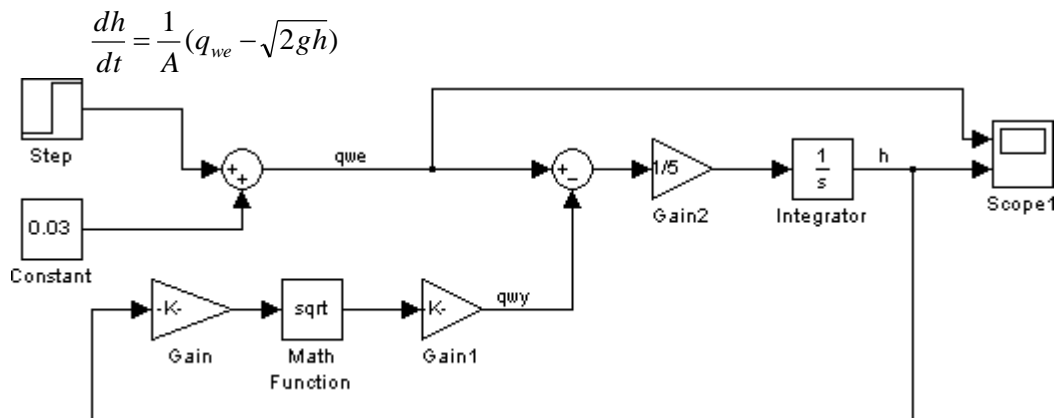 dh/dt = 1/A (q_we − √2gh)
Step
+ +
qwe
+ −
1/5
Gain2
1/s
Integrator
h
Scope1
0.03
Constant
-K-
Gain
sqrt
Math
Function
K-
Gain1
qwy